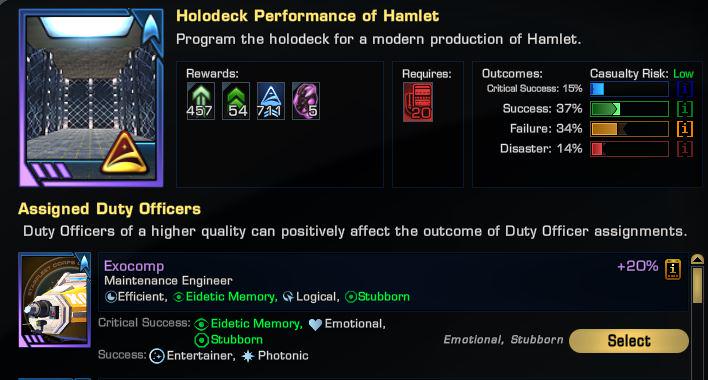 Holodeck Performance of Hamlet
Program the holodeck for a modern production of Hamlet.
Rewards:
457 54 711 5
Requires:
20
Outcomes: Casualty Risk: Low
Critical Success: 15%
Success: 37%
Failure: 34%
Disaster: 14%
Assigned Duty Officers
Duty Officers of a higher quality can positively affect the outcome of Duty Officer assignments.
Exocomp +20%
Maintenance Engineer
Efficient, Eidetic Memory, Logical, Stubborn
Critical Success: Eidetic Memory, Emotional,
Stubborn
Success: Entertainer, Photonic
Emotional, Stubborn
Select